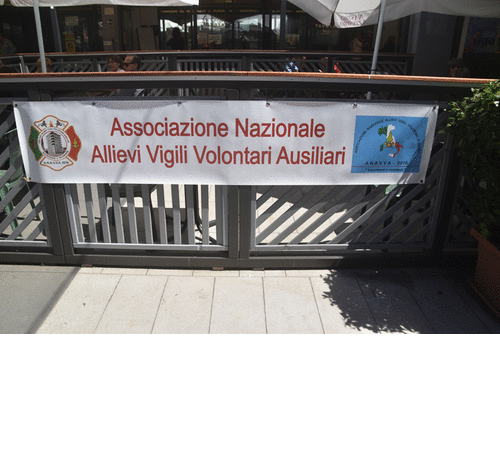 Associazione Nazionale
Allievi Vigili Volontari Ausiliari